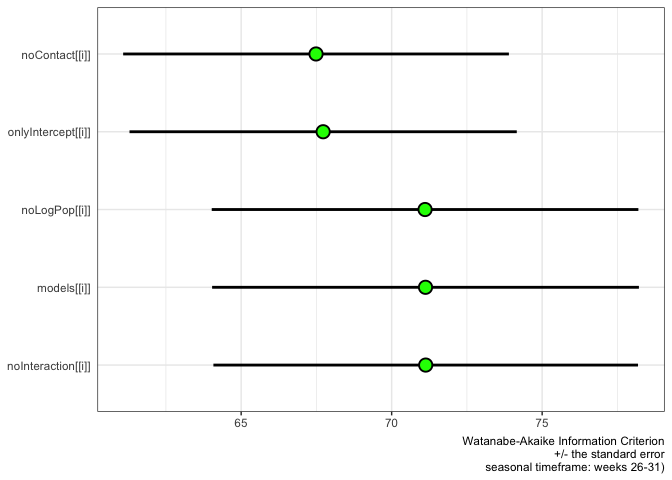 noContact[[i]]
onlyIntercept[[i]]
noLogPop[[i]]
models[[i]]
noInteraction[[i]]
65
70
75
Watanabe-Akaike Information Criterion
+/- the standard error
seasonal timeframe: weeks 26-31)